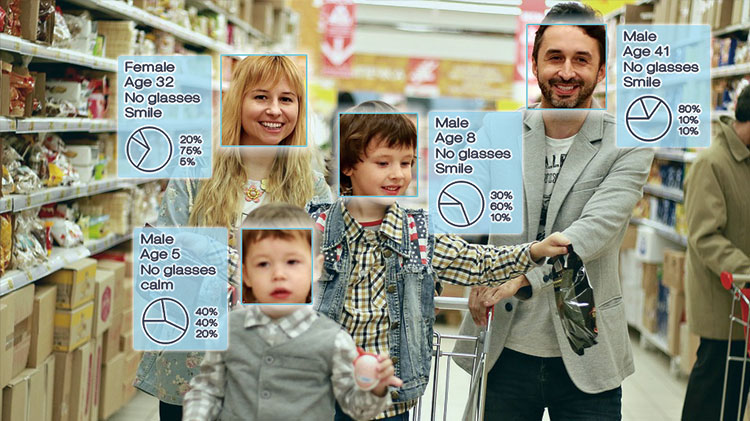 Female
Age 32
No glasses
Smile
20%
75%
5%
Male
Age 41
No glasses
Smile
80%
10%
10%
Male
Age 8
No glasses
Smile
30%
60%
10%
Male
Age 5
No glasses
calm
40%
40%
20%